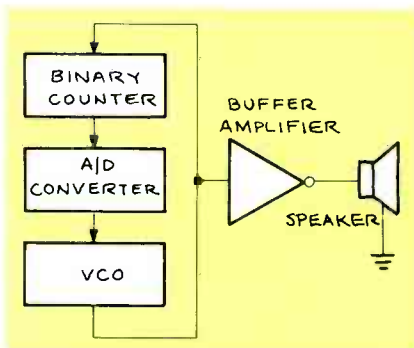 BINARY
COUNTER
A/D
CONVERTER
VCO
BUFFER
AMPLIFIER
SPEAKER